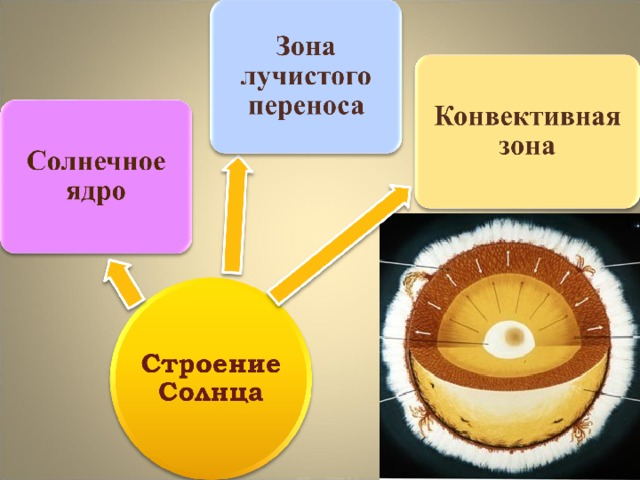 Зона
лучистого
переноса
Конвективная
зона
Солнечное
ядро
Строение
Солнца